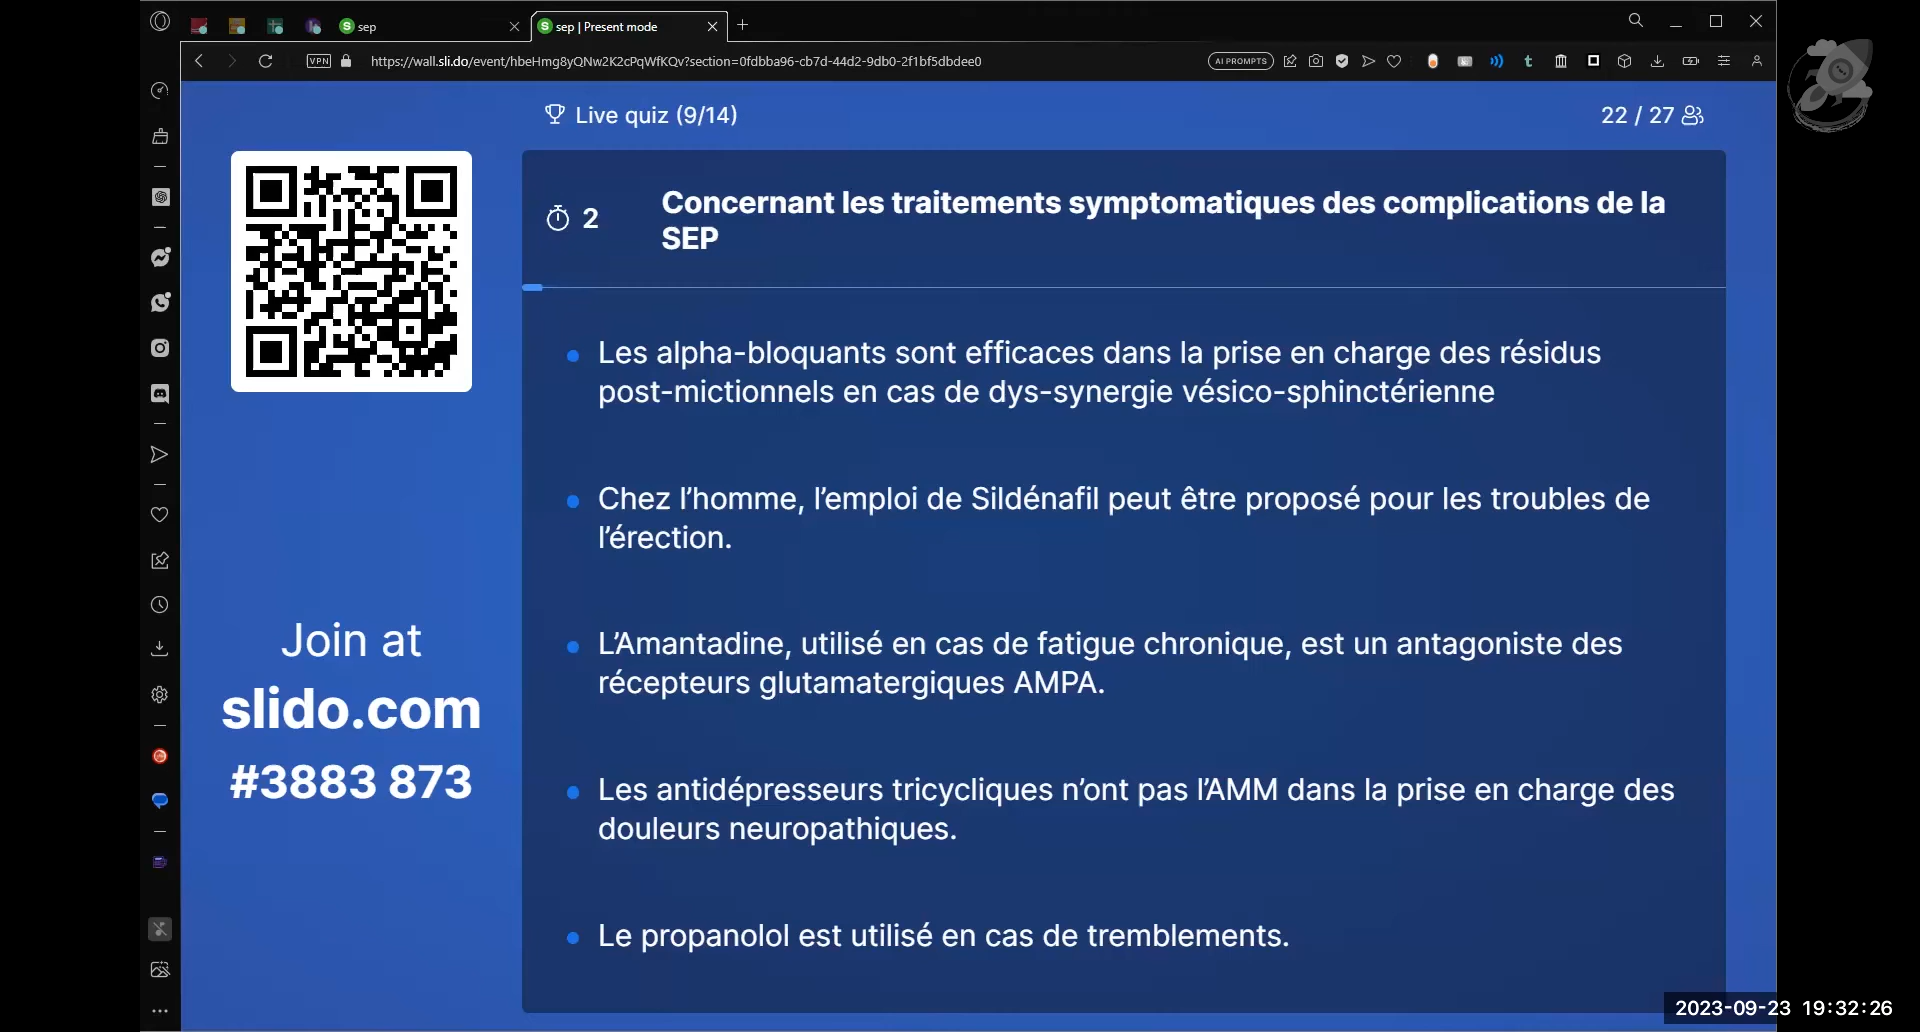 sep
sep | Present mode
VPN
https://wall.sli.do/event/hbeHmg8yQNw2K2cPqWfKQv?section=0fdbba96-cb7d-44d2-9db0-2f1bf5dbdee0
AI PROMPTS
Live quiz (9/14)
22 / 27
2
Concernant les traitements symptomatiques des complications de la
SEP
Les alpha-bloquants sont efficaces dans la prise en charge des résidus
post-mictionnels en cas de dys-synergie vésico-sphinctérienne
Chez l’homme, l’emploi de Sildénafil peut être proposé pour les troubles de
l’érection.
L’Amantadine, utilisé en cas de fatigue chronique, est un antagoniste des
récepteurs glutamatergiques AMPA.
Les antidépresseurs tricycliques n’ont pas l’AMM dans la prise en charge des
douleurs neuropathiques.
Le propanolol est utilisé en cas de tremblements.
Join at
slido.com
#3883 873
2023-09-23 19:32:26